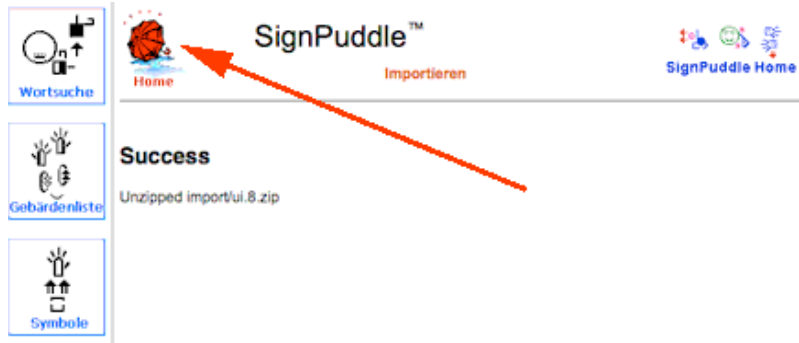 SignPuddle™
Importieren
Home
SignPuddle Home
Wortsuche
Gebärdenliste
Symbole
Success
Unzipped import/ui.8.zip